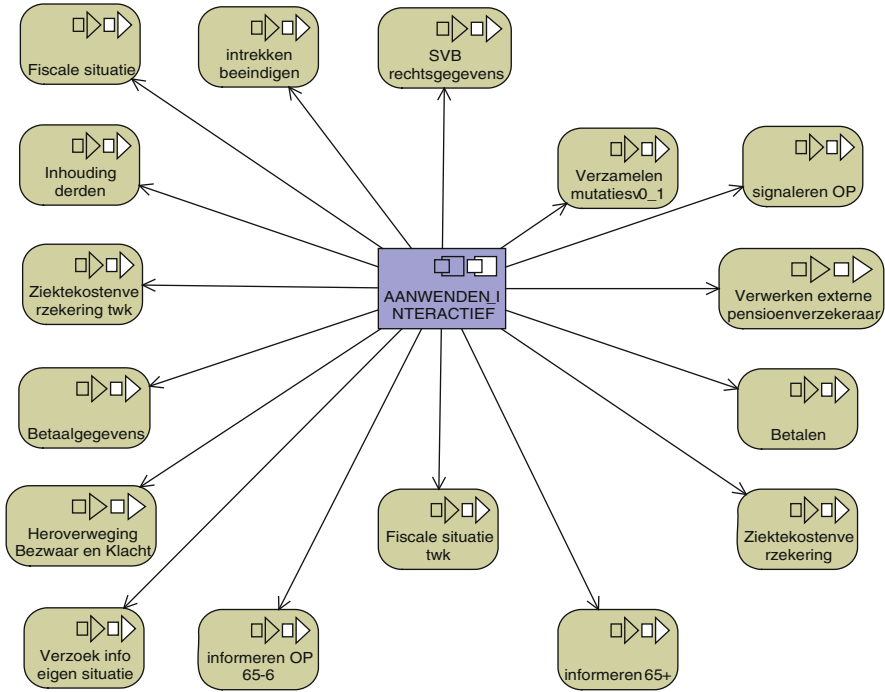 Fiscale situatie
intrekken
beeindigen
SVB
rechtsgegevens
Inhouding
derden
Verzamelen
mutatiesv0_1
signaleren OP
Ziektekostenve
rzekering twk
AANWENDEN_I
NTERACTIEF
Verwerken externe
pensioenverzekeraar
Betaalgegevens
Betalen
Heroverweging
Bezwaar en Klacht
Fiscale situatie
twk
Ziektekostenve
rzekering
Verzoek info
eigen situatie
informeren OP
65-6
informeren 65+